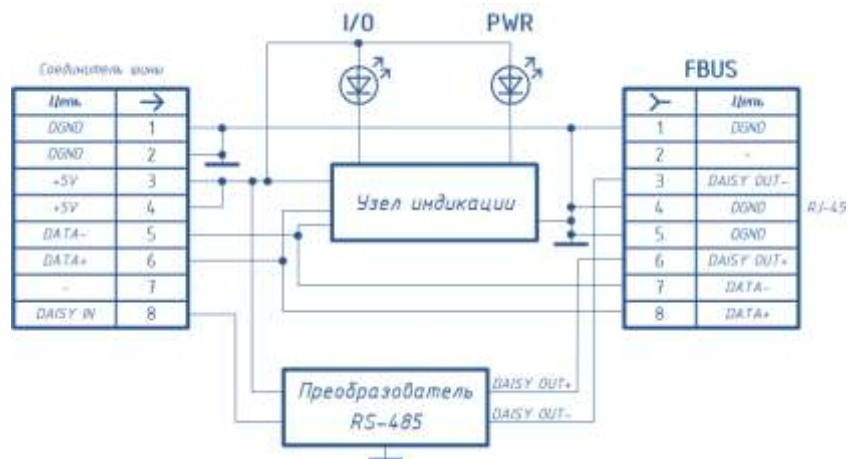 I/O PWR
Соединитель шины
FBUS
Цепь
DGND 1
DGND 2
+5V 3
+5V 4
DATA- 5
DATA+ 6
- 7
DAISY IN 8
Узел индикации
Цепь
1 DGND
2 -
3 DAISY OUT-
4 DGND
5 DGND
6 DAISY OUT+
7 DATA-
8 DATA+
RJ-45
Преобразователь
RS-485
DAISY OUT+
DAISY OUT-